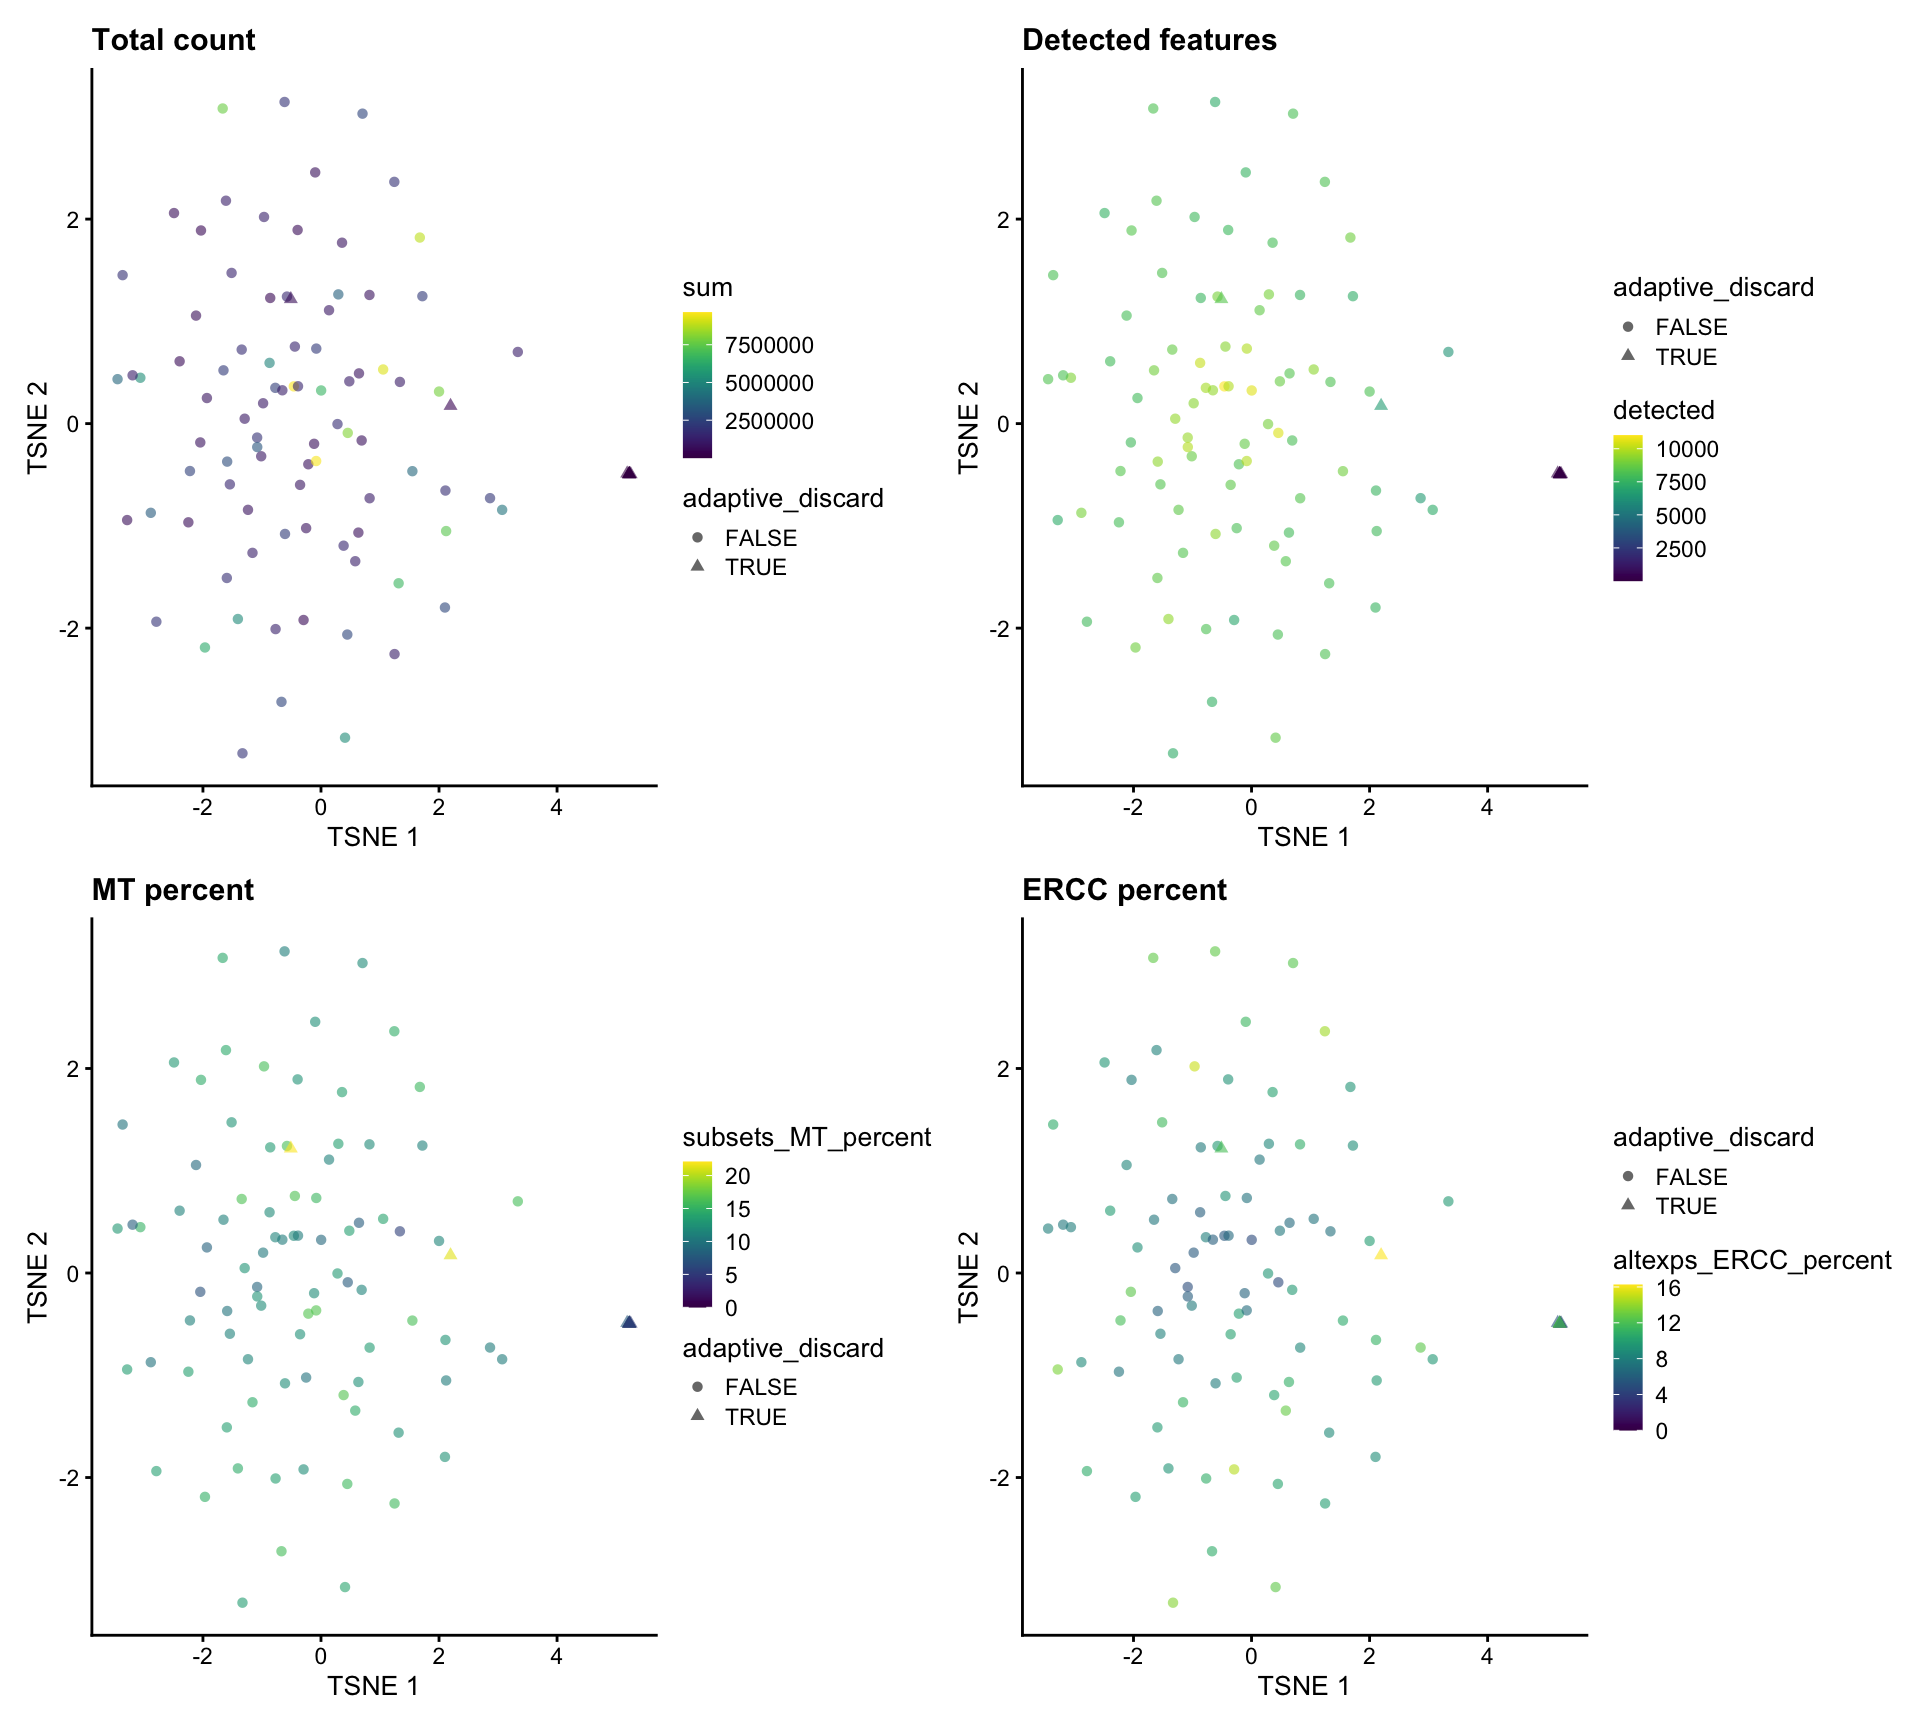 Total count
TSNE 2
2
0
-2
-2
0
2
4
TSNE 1
sum
7500000
5000000
2500000
adaptive_discard
FALSE
TRUE
Detected features
TSNE 2
2
0
-2
-2
0
2
4
TSNE 1
adaptive_discard
FALSE
TRUE
detected
10000
7500
5000
2500
MT percent
TSNE 2
2
0
-2
-2
0
2
4
TSNE 1
subsets_MT_percent
20
15
10
5
0
adaptive_discard
FALSE
TRUE
ERCC percent
TSNE 2
2
0
-2
-2
0
2
4
TSNE 1
adaptive_discard
FALSE
TRUE
altexps_ERCC_percent
16
12
8
4
0